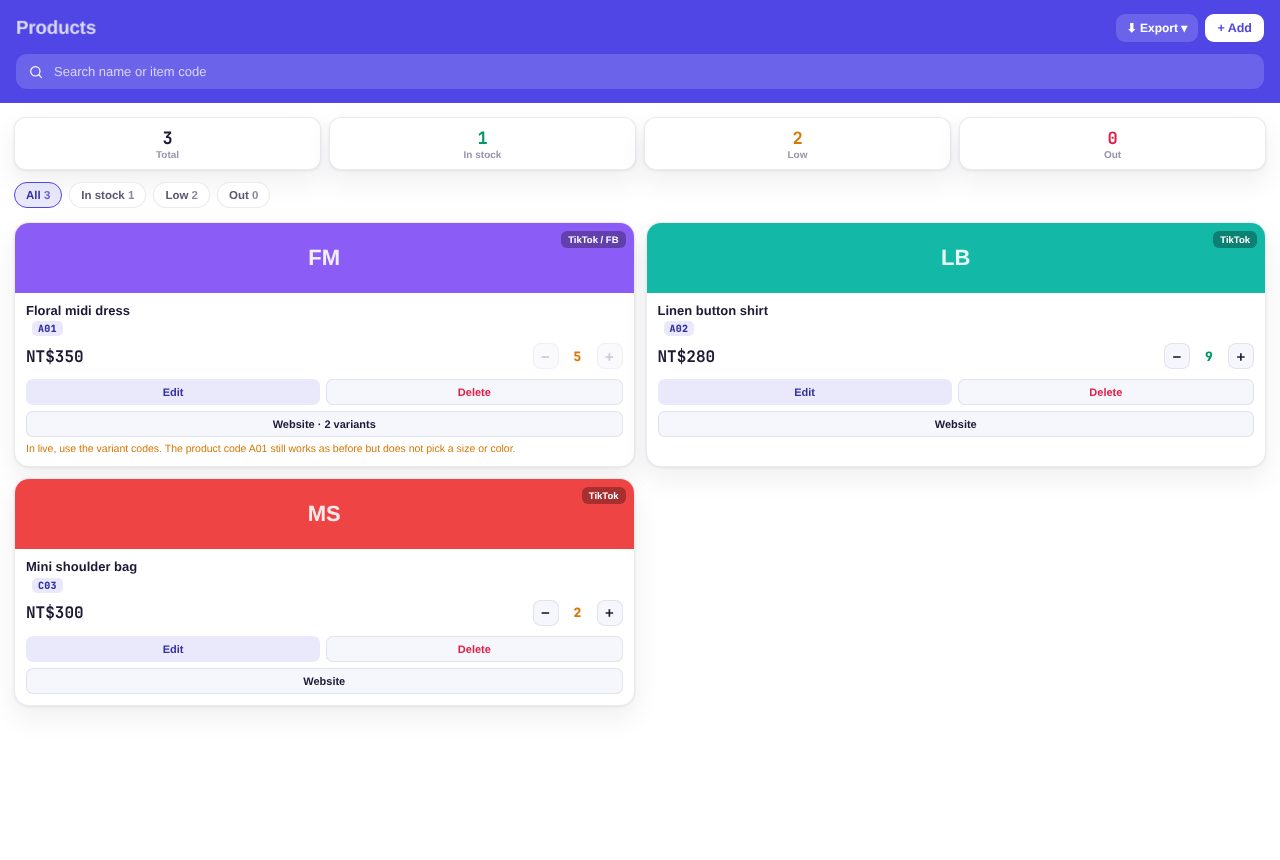 Products
⬇ Export ▾
+ Add
Search name or item code
3
Total
1
In stock
2
Low
0
Out
All 3
In stock 1
Low 2
Out 0
TikTok / FB
FM
Floral midi dress
A01
NT$350
− 5 +
Edit
Delete
Website · 2 variants
In live, use the variant codes. The product code A01 still works as before but does not pick a size or color.
TikTok
LB
Linen button shirt
A02
NT$280
− 9 +
Edit
Delete
Website
TikTok
MS
Mini shoulder bag
C03
NT$300
− 2 +
Edit
Delete
Website